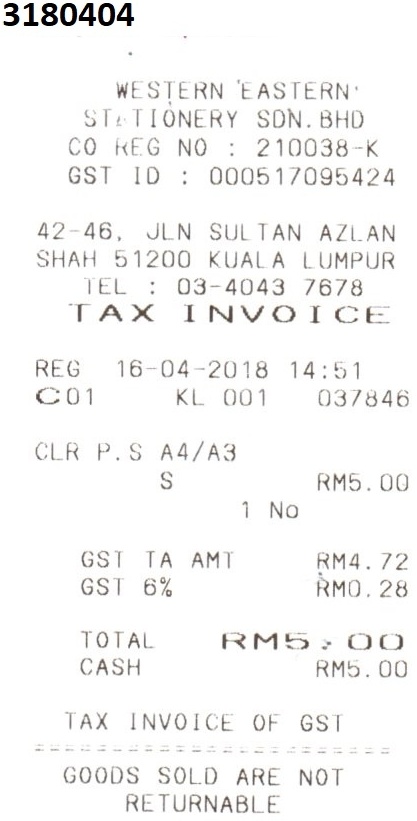 3180404
WESTERN EASTERN
STATIONERY SDN.BHD
CO REG NO : 210038-K
GST ID : 000517095424
42-46, JLN SULTAN AZLAN
SHAH 51200 KUALA LUMPUR
TEL : 03-4043 7678
TAX INVOICE
REG 16-04-2018 14:51
C01 KL 001 037846
CLR P.S A4/A3
S RM5.00
1 No
GST TA AMT RM4.72
GST 6% RM0.28
TOTAL RM5.00
CASH RM5.00
TAX INVOICE OF GST
=========================
GOODS SOLD ARE NOT
RETURNABLE